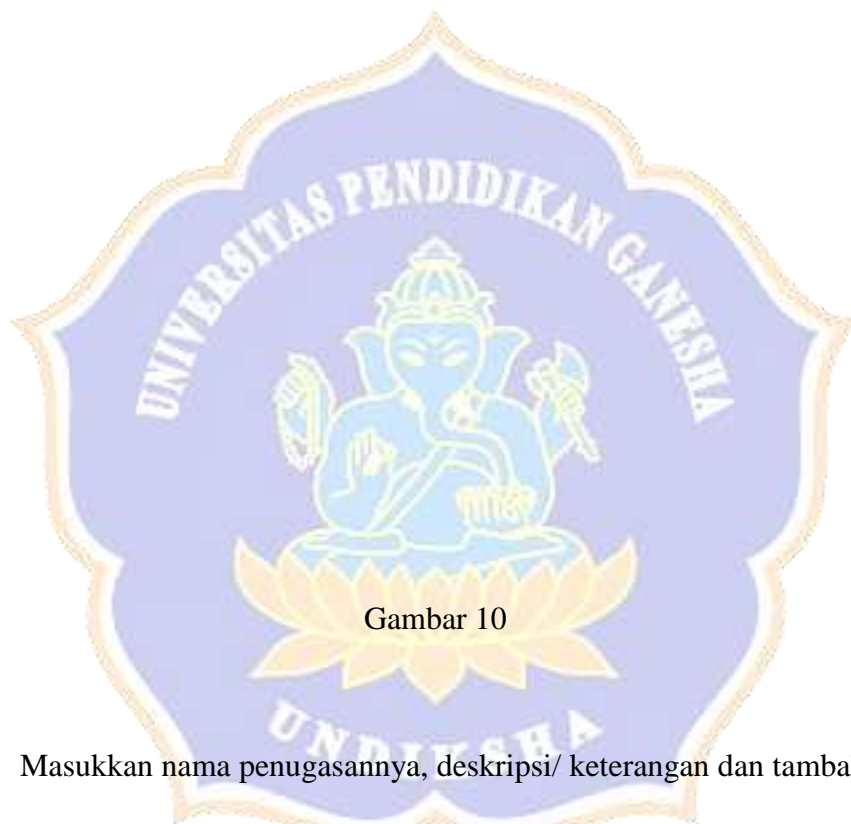 UNIVERSITAS PENDIDIKAN GANESHA
Gambar 10
UNDIKSHA
Masukkan nama penugasannya, deskripsi/ keterangan dan tamba